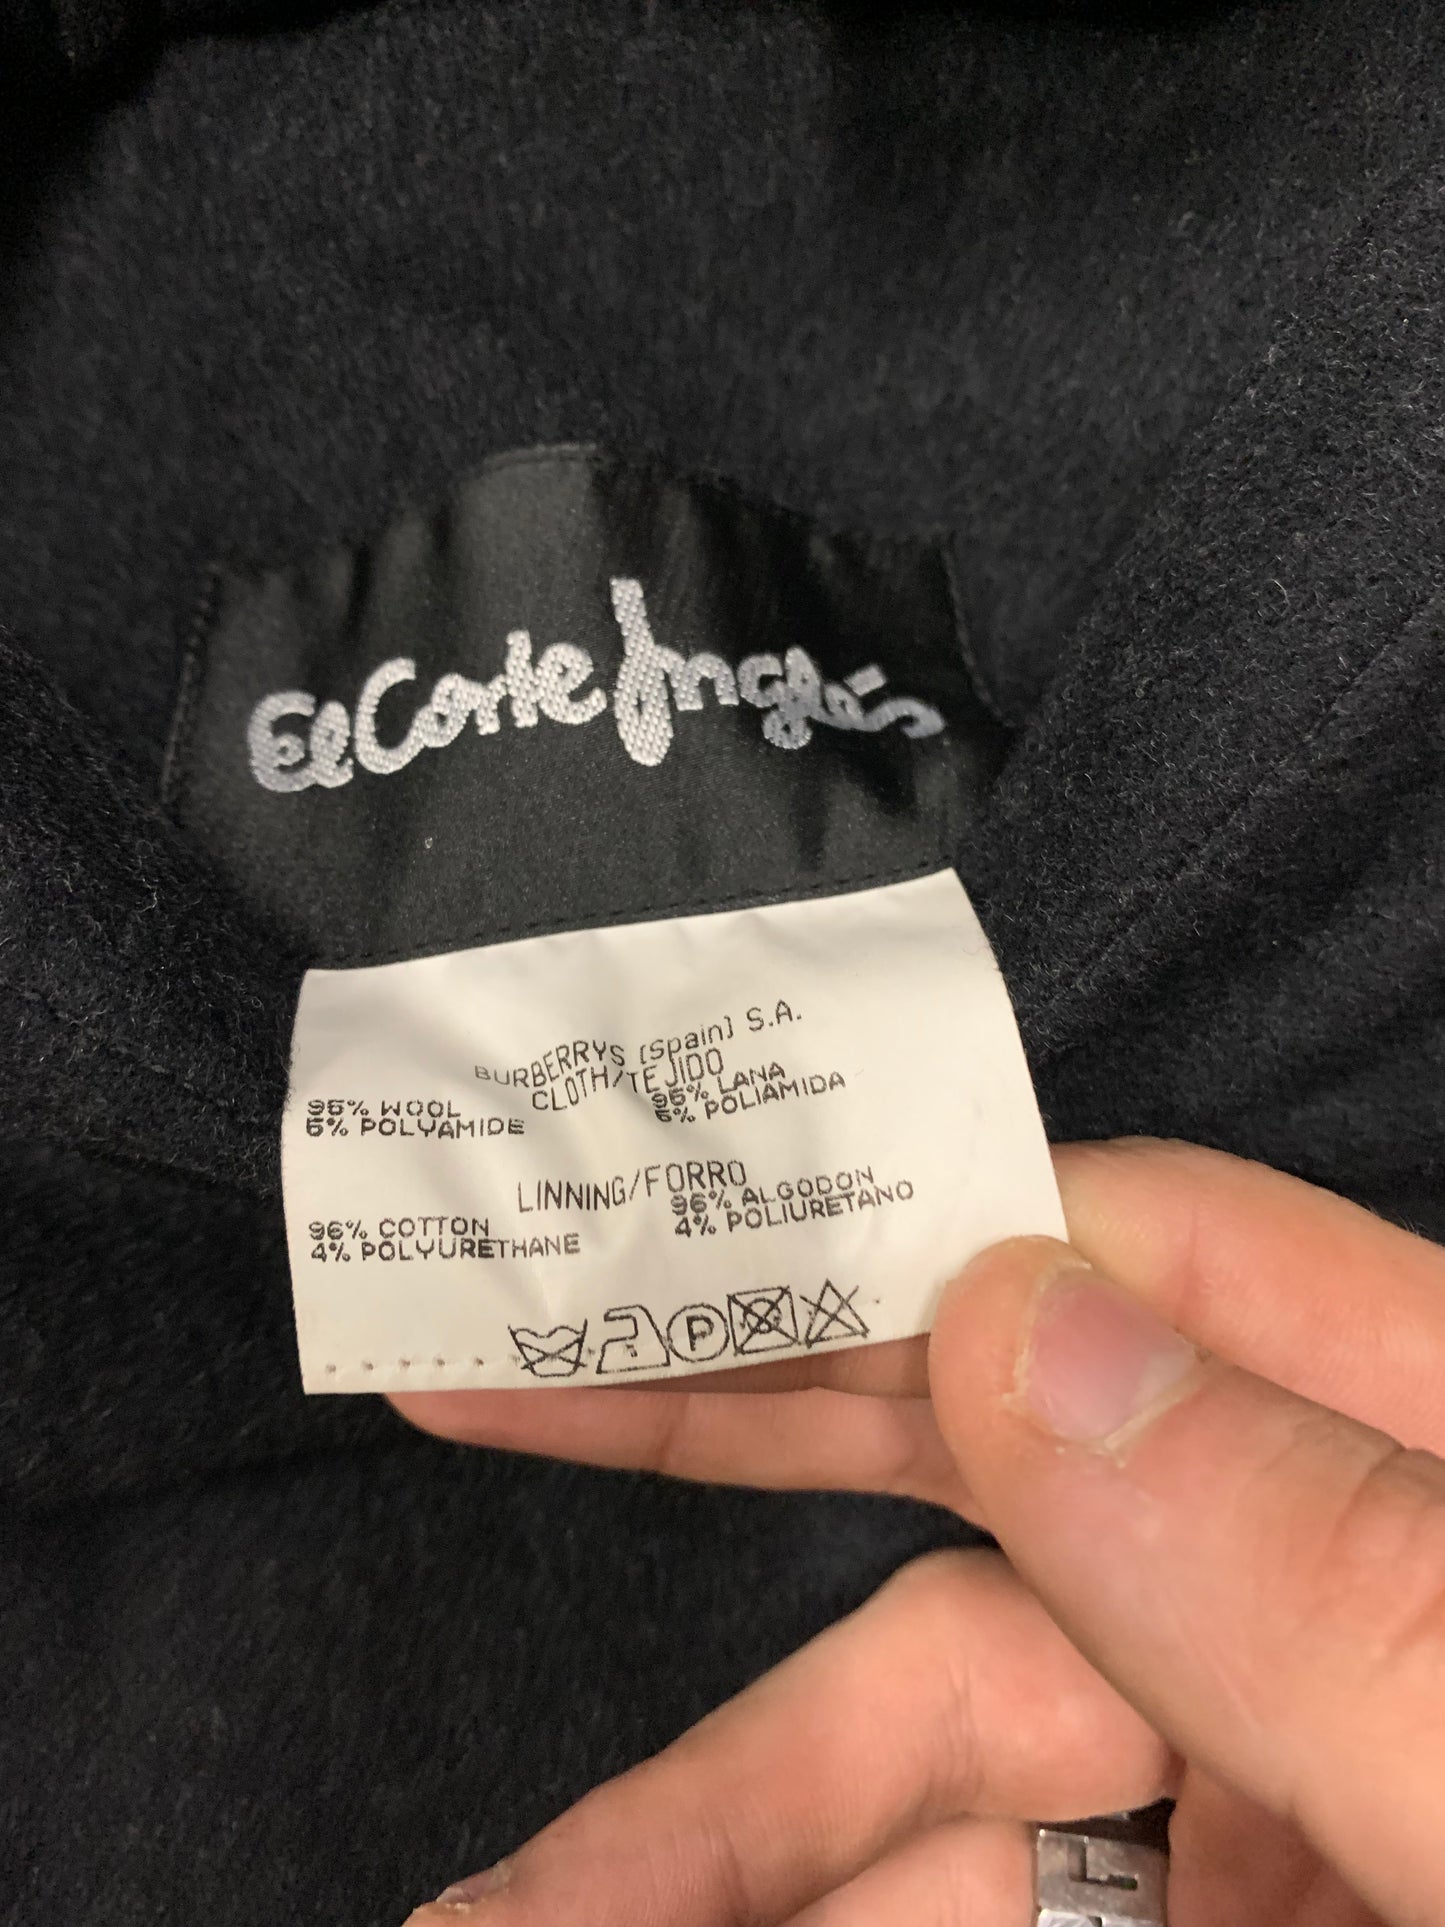 El Corte Inglés
BURBERRYS (Spain) S.A.
CLOTH/TEJIDO
95% WOOL 95% LANA
5% POLYAMIDE 5% POLIAMIDA
LINNING/FORRO
96% COTTON 96% ALGODON
4% POLYURETHANE 4% POLIURETANO
P